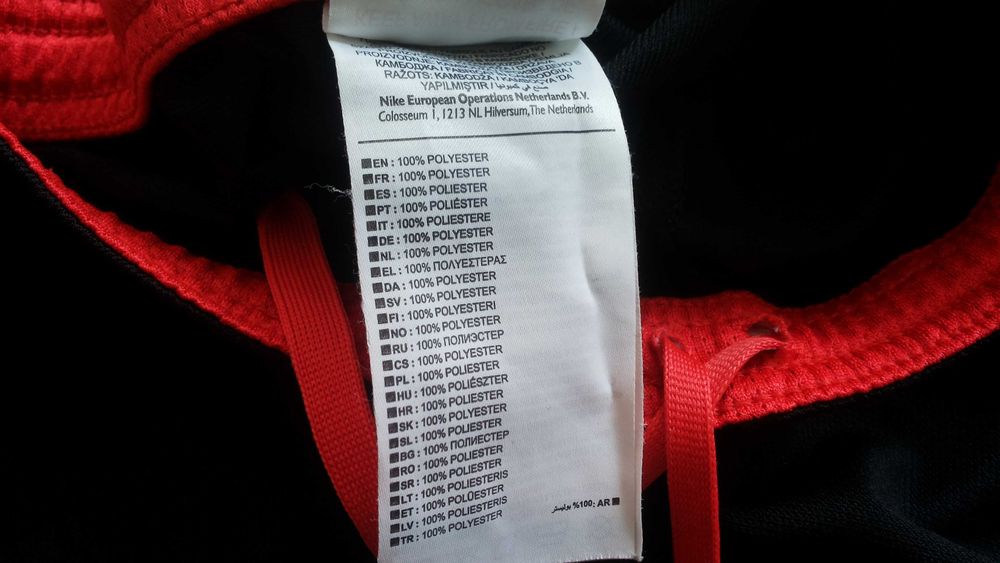 PROIZVODNJE
КАМБОДЖА / FABRICAT
RAŽOTS: KAMBODŽA / KAMBODGIA /
YAPILMIŞTIR /
Nike European Operations Netherlands B.V.
Colosseum 1, 1213 NL Hilversum, The Netherlands
EN : 100% POLYESTER
FR : 100% POLYESTER
ES : 100% POLIESTER
PT : 100% POLIÉSTER
IT : 100% POLIESTERE
DE : 100% POLYESTER
NL : 100% POLYESTER
EL : 100% ΠΟΛΥΕΣΤΕΡΑΣ
DA : 100% POLYESTER
SV : 100% POLYESTER
FI : 100% POLYESTERI
NO : 100% POLYESTER
RU : 100% ПОЛИЭСТЕР
CS : 100% POLYESTER
PL : 100% POLIESTER
HU : 100% POLIÉSZTER
HR : 100% POLIESTER
SK : 100% POLYESTER
SL : 100% POLIESTER
BG : 100% ПОЛИЕСТЕР
RO : 100% POLIESTER
SR : 100% POLIESTER
LT : 100% POLIESTERIS
ET : 100% POLÜESTER
LV : 100% POLIESTERIS
TR : 100% POLYESTER
AR :100% بوليستر